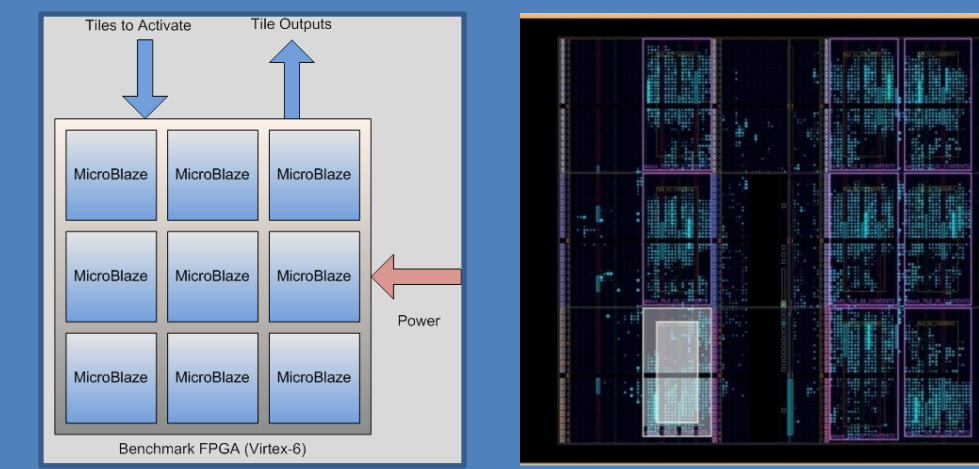 Tiles to Activate
Tile Outputs
MicroBlaze MicroBlaze MicroBlaze
MicroBlaze MicroBlaze MicroBlaze
Power
MicroBlaze MicroBlaze MicroBlaze
Benchmark FPGA (Virtex-6)